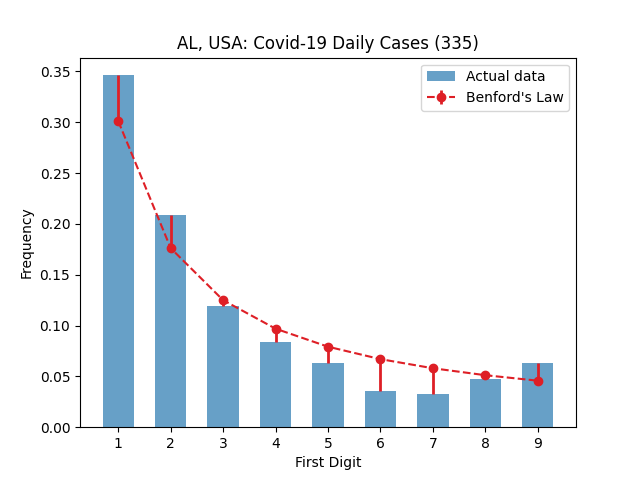 AL, USA: Covid-19 Daily Cases (335)
Actual data
Benford's Law
0.35
0.30
0.25
0.20
0.15
0.10
0.05
0.00
Frequency
1 2 3 4 5 6 7 8 9
First Digit